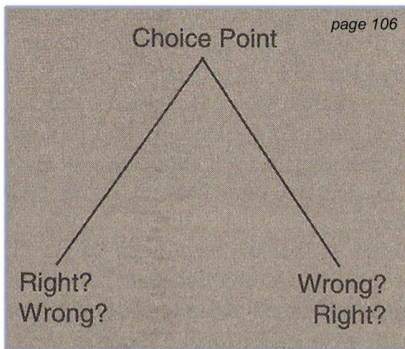 page 106
Choice Point
Right?
Wrong?
Wrong?
Right?